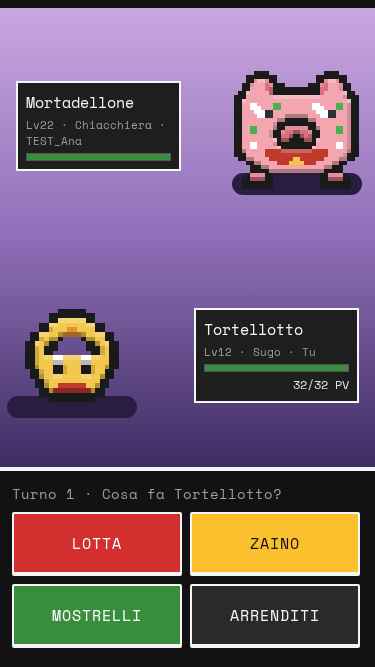 Mortadellone
Lv22 · Chiacchiera ·
TEST_Ana
Tortellotto
Lv12 · Sugo · Tu
32/32 PV
Turno 1 · Cosa fa Tortellotto?
LOTTA
ZAINO
MOSTRELLI
ARRENDITI